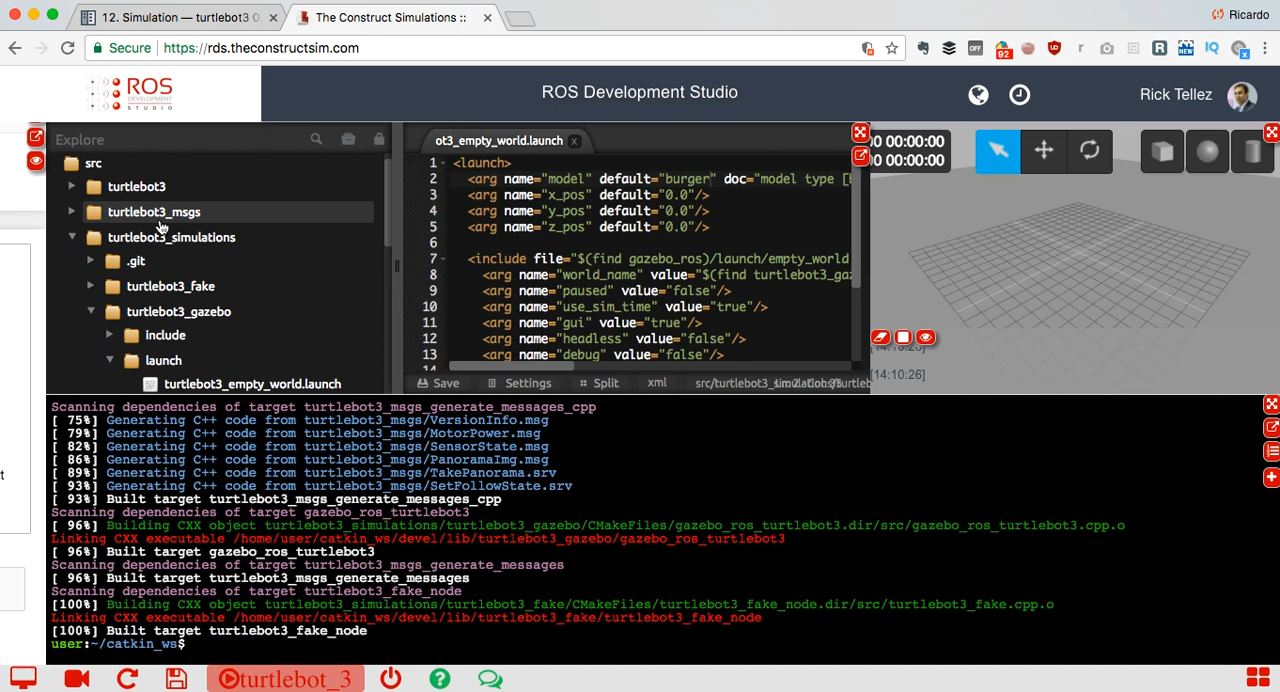 12. Simulation — turtlebot3 0.
The Construct Simulations ::
Ricardo
Secure
https://rds.theconstructsim.com
OFF
92
r
R
NEW
IQ
ROS
DEVELOPMENT
STUDIO
ROS Development Studio
Rick Tellez
Explore
src
turtlebot3
turtlebot3_msgs
turtlebot3_simulations
.git
turtlebot3_fake
turtlebot3_gazebo
include
launch
turtlebot3_empty_world.launch
ot3_empty_world.launch
1 <launch>
2 <arg name="model" default="burger" doc="model type [
3 <arg name="x_pos" default="0.0"/>
4 <arg name="y_pos" default="0.0"/>
5 <arg name="z_pos" default="0.0"/>
6
7 <include file="$(find gazebo_ros)/launch/empty_world
8 <arg name="world_name" value="$(find turtlebot3_ga
9 <arg name="paused" value="false"/>
10 <arg name="use_sim_time" value="true"/>
11 <arg name="gui" value="true"/>
12 <arg name="headless" value="false"/>
13 <arg name="debug" value="false"/>
14
Save
Settings
Split
xml
00 00:00:00
00 00:00:00
[14:10:26]
[14:10:26]
t
Scanning dependencies of target turtlebot3_msgs_generate_messages_cpp
[ 75%] Generating C++ code from turtlebot3_msgs/VersionInfo.msg
[ 79%] Generating C++ code from turtlebot3_msgs/MotorPower.msg
[ 82%] Generating C++ code from turtlebot3_msgs/SensorState.msg
[ 86%] Generating C++ code from turtlebot3_msgs/PanoramaImg.msg
[ 89%] Generating C++ code from turtlebot3_msgs/TakePanorama.srv
[ 93%] Generating C++ code from turtlebot3_msgs/SetFollowState.srv
[ 93%] Built target turtlebot3_msgs_generate_messages_cpp
Scanning dependencies of target gazebo_ros_turtlebot3
[ 96%] Building CXX object turtlebot3_simulations/turtlebot3_gazebo/CMakeFiles/gazebo_ros_turtlebot3.dir/src/gazebo_ros_turtlebot3.cpp.o
Linking CXX executable /home/user/catkin_ws/devel/lib/turtlebot3_gazebo/gazebo_ros_turtlebot3
[ 96%] Built target gazebo_ros_turtlebot3
Scanning dependencies of target turtlebot3_msgs_generate_messages
[ 96%] Built target turtlebot3_msgs_generate_messages
Scanning dependencies of target turtlebot3_fake_node
[100%] Building CXX object turtlebot3_simulations/turtlebot3_fake/CMakeFiles/turtlebot3_fake_node.dir/src/turtlebot3_fake.cpp.o
Linking CXX executable /home/user/catkin_ws/devel/lib/turtlebot3_fake/turtlebot3_fake_node
[100%] Built target turtlebot3_fake_node
user:~/catkin_ws$
turtlebot_3